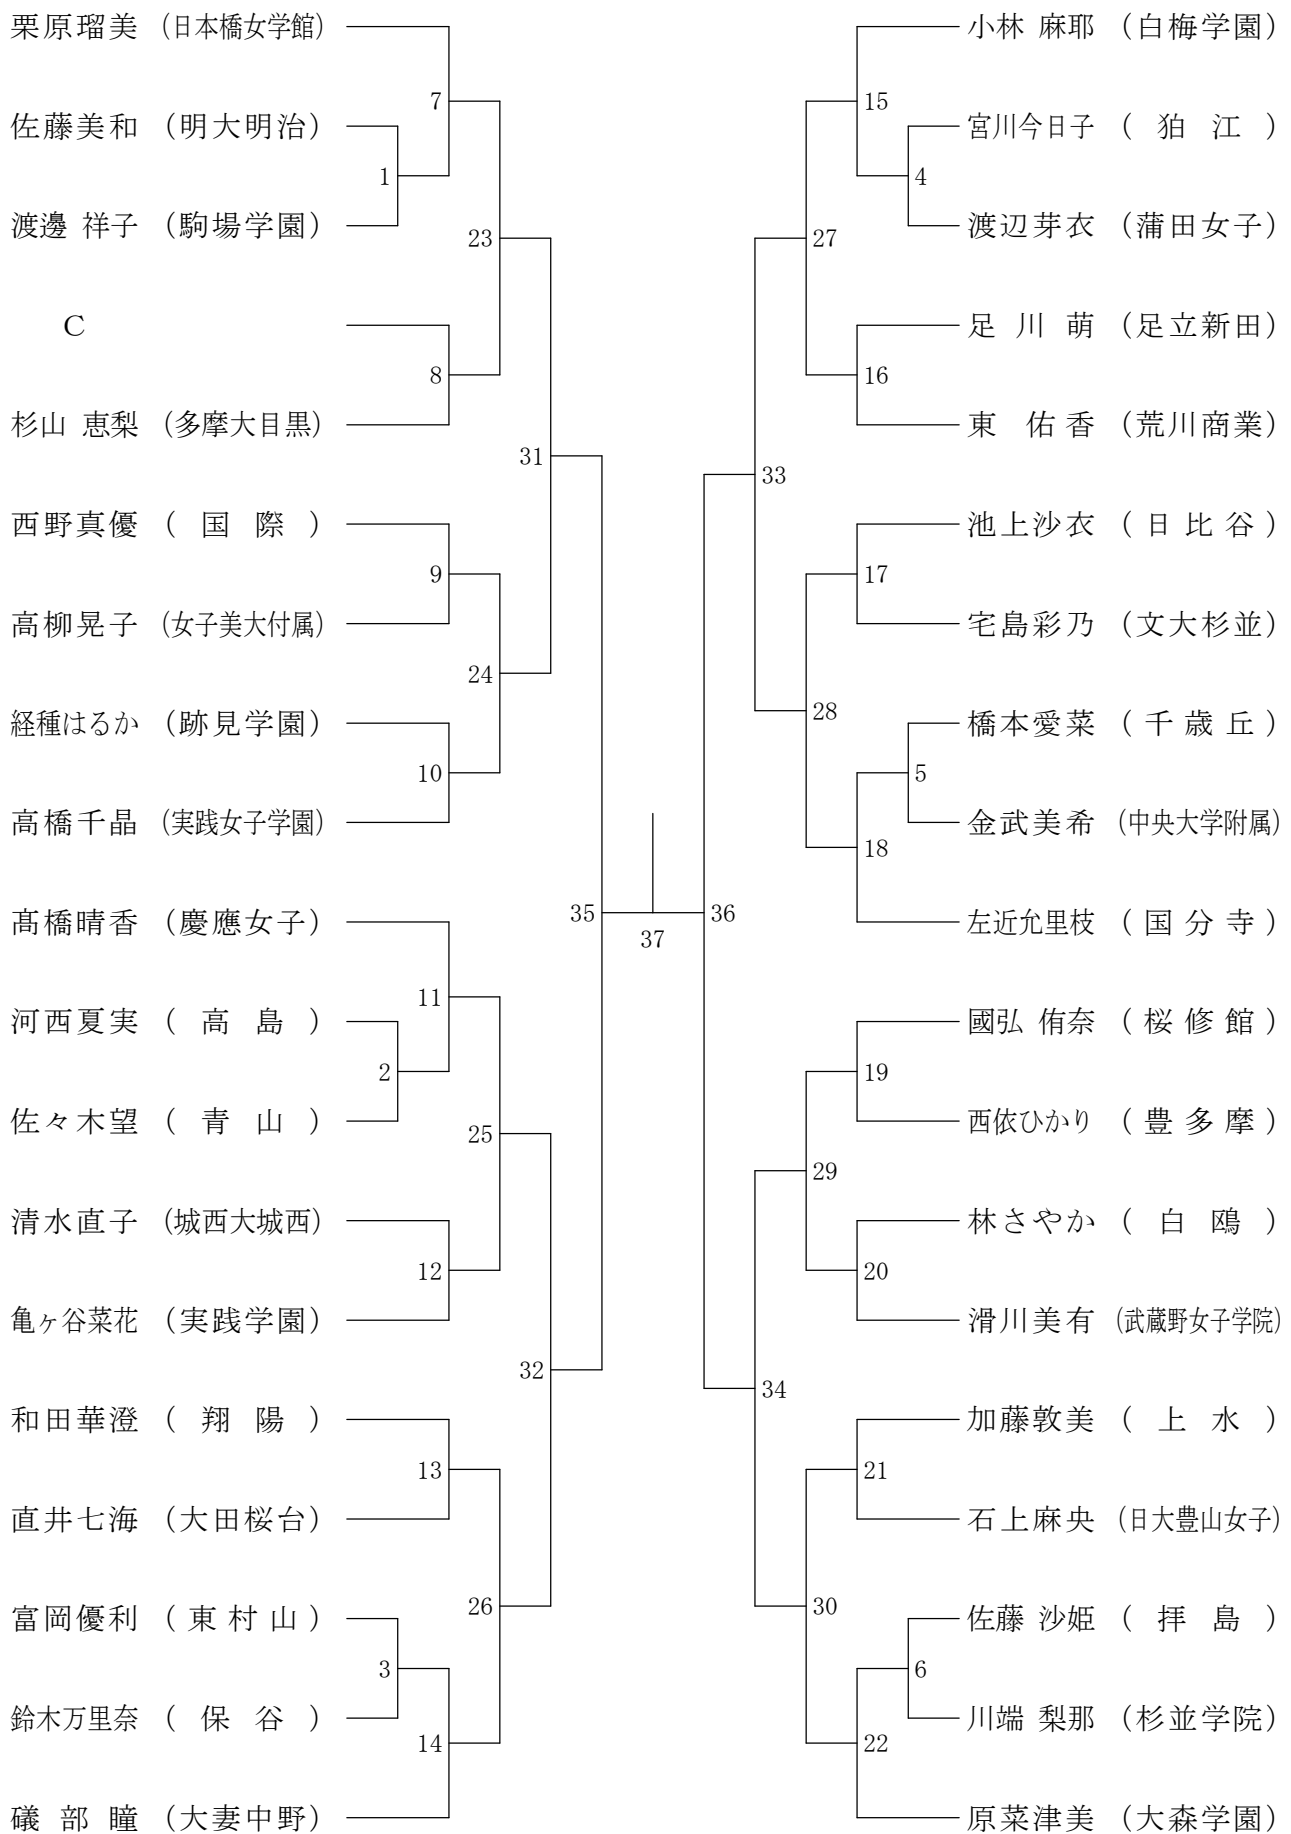 栗原瑠美 (日本橋女学館)
佐藤美和 (明大明治)
渡邊 祥子 (駒場学園)
C
杉山 恵梨 (多摩大目黒)
西野真優 ( 国 際 )
高柳晃子 (女子美大付属)
経種はるか (跡見学園)
高橋千晶 (実践女子学園)
髙橋晴香 (慶應女子)
河西夏実 ( 高 島 )
佐々木望 ( 青 山 )
清水直子 (城西大城西)
亀ヶ谷菜花 (実践学園)
和田華澄 ( 翔 陽 )
直井七海 (大田桜台)
富岡優利 ( 東 村 山 )
鈴木万里奈 ( 保 谷 )
礒 部 瞳 (大妻中野)
1
2
3
7
8
9
10
11
12
13
14
23
24
25
26
31
32
35
37
36
33
34
27
28
29
30
15
16
17
18
19
20
21
22
4
5
6
小林 麻耶 (白梅学園)
宮川今日子 ( 狛 江 )
渡辺芽衣 (蒲田女子)
足 川 萌 (足立新田)
東 佑香 (荒川商業)
池上沙衣 ( 日 比 谷 )
宅島彩乃 (文大杉並)
橋本愛菜 ( 千 歳 丘 )
金武美希 (中央大学附属)
左近允里枝 ( 国 分 寺 )
國弘 侑奈 ( 桜 修 館 )
西依ひかり ( 豊 多 摩 )
林さやか ( 白 鴎 )
滑川美有 (武蔵野女子学院)
加藤敦美 ( 上 水 )
石上麻央 (日大豊山女子)
佐藤 沙姫 ( 拝 島 )
川端 梨那 (杉並学院)
原菜津美 (大森学園)